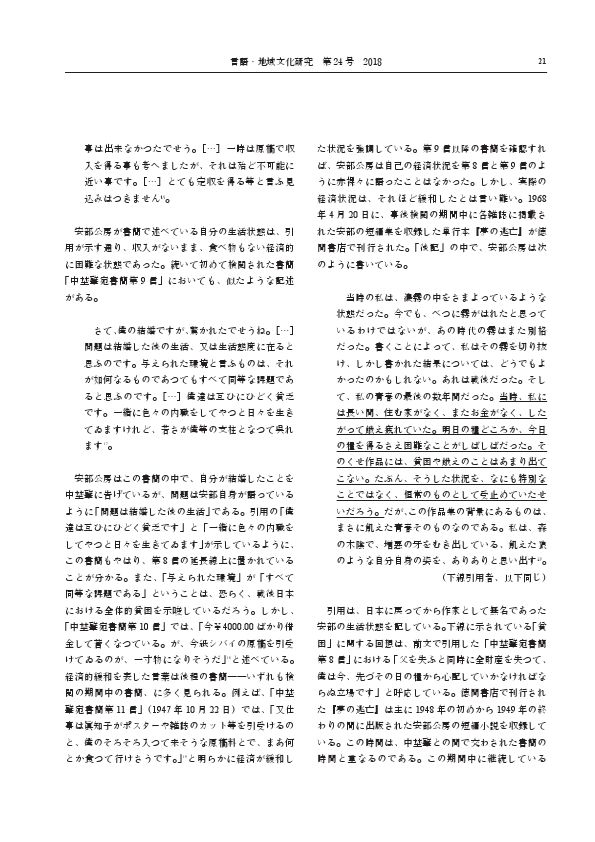 言語・地域文化研究　第 24 号　2018
21
事は出来なかつたでせう。［…］一時は原稿で収
入を得る事も考へましたが、それは殆ど不可能に
近い事です。［…］とても定収を得る等と言ふ見
込みはつきません
安部公房が書簡で述べている自分の生活状態は、引
用が示す通り、収入がないまま、食べ物もない経済的
に困難な状態であった。続いて初めて検閲された書簡
「中埜肇宛書簡第 9 信」においても、似たような記述
がある。
さて、僕の結婚ですが、驚かれたでせうね。［…］
問題は結婚した後の生活、又は生活態度に在ると
思ふのです。与えられた環境と言ふものは、それ
が如何なるものであつてもすべて同等な課題であ
ると思ふのです。［…］僕達は互ひにひどく貧乏
です。一緒に色々の内職をしてやつと日々を生き
てゐますけれど、若さが僕等の支柱となつて呉れ
ます
安部公房はこの書簡の中で、自分が結婚したことを
中埜肇に告げているが、問題は安部自身が語っている
ように「問題は結婚した後の生活」である。引用の「僕
達は互ひにひどく貧乏です」と「一緒に色々の内職を
してやつと日々を生きてゐます」が示しているように、
この書簡もやはり、第 8 信の延長線上に置かれている
ことが分かる。また、「与えられた環境」が「すべて
同等な課題である」ということは、恐らく、戦後日本
における全体的貧困を示唆しているだろう。しかし、
「中埜肇宛書簡第 10 信」では、「今￥4000.00 ばかり借
金して暮くなつている。が、今紙シバイの原稿を引受
けてゐるのが、一寸物になりそうだ」と述べている。
経済的緩和を表した言葉は後程の書簡――いずれも検
閲の期間中の書簡、に多く見られる。例えば、「中埜
肇宛書簡第 11 信」（1947 年 10 月 22 日）では、「又仕
事は眞知子がポスターや雑誌のカット等を引受けるの
と、僕のそろそろ入つて来そうな原稿料とで、まあ何
とか食つて行けさうです。」と明らかに経済が緩和し
た状況を強調している。第 9 信以降の書簡を確認すれ
ば、安部公房は自己の経済状況を第 8 信と第 9 信のよ
うに赤裸々に語ったことはなかった。しかし、実際の
経済状況は、それほど緩和したとは言い難い。1968
年 4 月 20 日に、事後検閲の期間中に各雑誌に掲載さ
れた安部の短編集を収録した単行本『夢の逃亡』が徳
間書店で刊行された。「後記」の中で、安部公房は次
のように書いている。
当時の私は、濃霧の中をさまよっているような
状態だった。今でも、べつに霧がはれたと思って
いるわけではないが、あの時代の霧はまた別格
だった。書くことによって、私はその霧を切り抜
け、しかし書かれた結果については、どうでもよ
かったのかもしれない。あれは戦後だった。そし
て、私の青春の最後の数年間だった。当時、私に
は長い間、住む家がなく、またお金がなく、した
がって餓え疲れていた。明日の糧どころか、今日
の糧を得るさえ困難なことがしばしばだった。そ
のくせ作品には、貧困や餓えのことはあまり出て
こない。たぶん、そうした状況を、なにも特別な
ことではなく、恒常のものとして受止めていたせ
いだろう。だが、この作品集の背景にあるものは、
まさに飢えた青春そのものなのである。私は、森
の木陰で、増悪の牙をむき出している、飢えた狼
のような自分自身の姿を、ありありと思い出す
（下線引用者、以下同じ）
引用は、日本に戻ってから作家として無名であった
安部の生活状態を記している。下線に示されている「貧
困」に関する回想は、前文で引用した「中埜肇宛書簡
第 8 信」における「父を失ふと同時に全財産を失つて、
僕は今、先づその日の糧から心配していかなければな
らぬ立場です」と呼応している。徳間書店で刊行され
た『夢の逃亡』は主に 1948 年の初めから 1949 年の終
わりの間に出版された安部公房の短編小説を収録して
いる。この時間は、中埜肇との間で交わされた書簡の
時間と重なるのである。この期間中に継続している